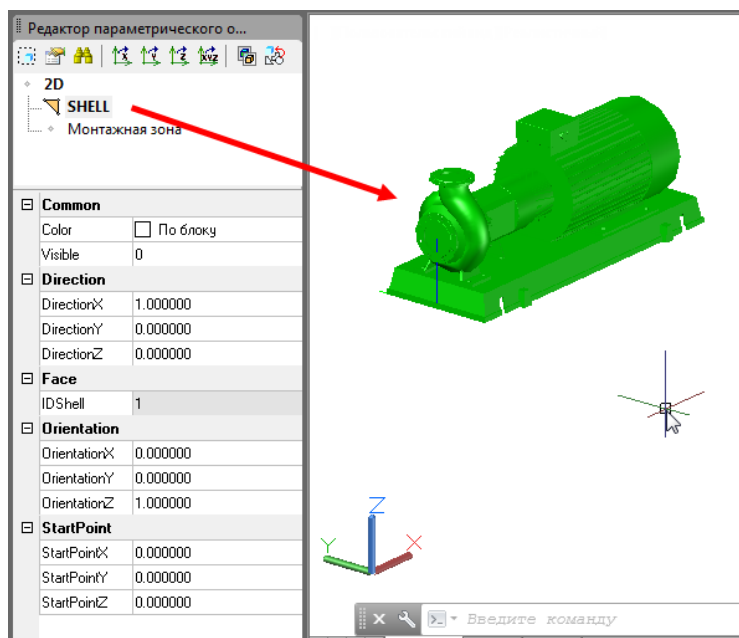 Редактор параметрического о...
X Y Z XYZ
2D
SHELL
Монтажная зона
Common
Color По блоку
Visible 0
Direction
DirectionX 1.000000
DirectionY 0.000000
DirectionZ 0.000000
Face
IDShell 1
Orientation
OrientationX 0.000000
OrientationY 0.000000
OrientationZ 1.000000
StartPoint
StartPointX 0.000000
StartPointY 0.000000
StartPointZ 0.000000
Z
Y X
Введите команду